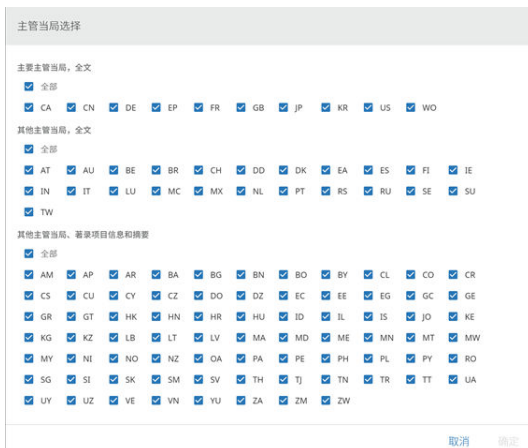 主管当局选择
主要主管当局，全文
全部
CA CN DE EP FR GB JP KR US WO
其他主管当局，全文
全部
AT AU BE BR CH DD DK EA ES FI IE
IN IT LU MC MX NL PT RS RU SE SU
TW
其他主管当局、著录项目信息和摘要
全部
AM AP AR BA BG BN BO BY CL CO CR
CS CU CY CZ DO DZ EC EE EG GC GE
GR GT HK HN HR HU ID IL IS JO KE
KG KZ LB LT LV MA MD ME MN MT MW
MY NI NO NZ OA PA PE PH PL PY RO
SG SI SK SM SV TH TJ TN TR TT UA
UY UZ VE VN YU ZA ZM ZW
取消 确定